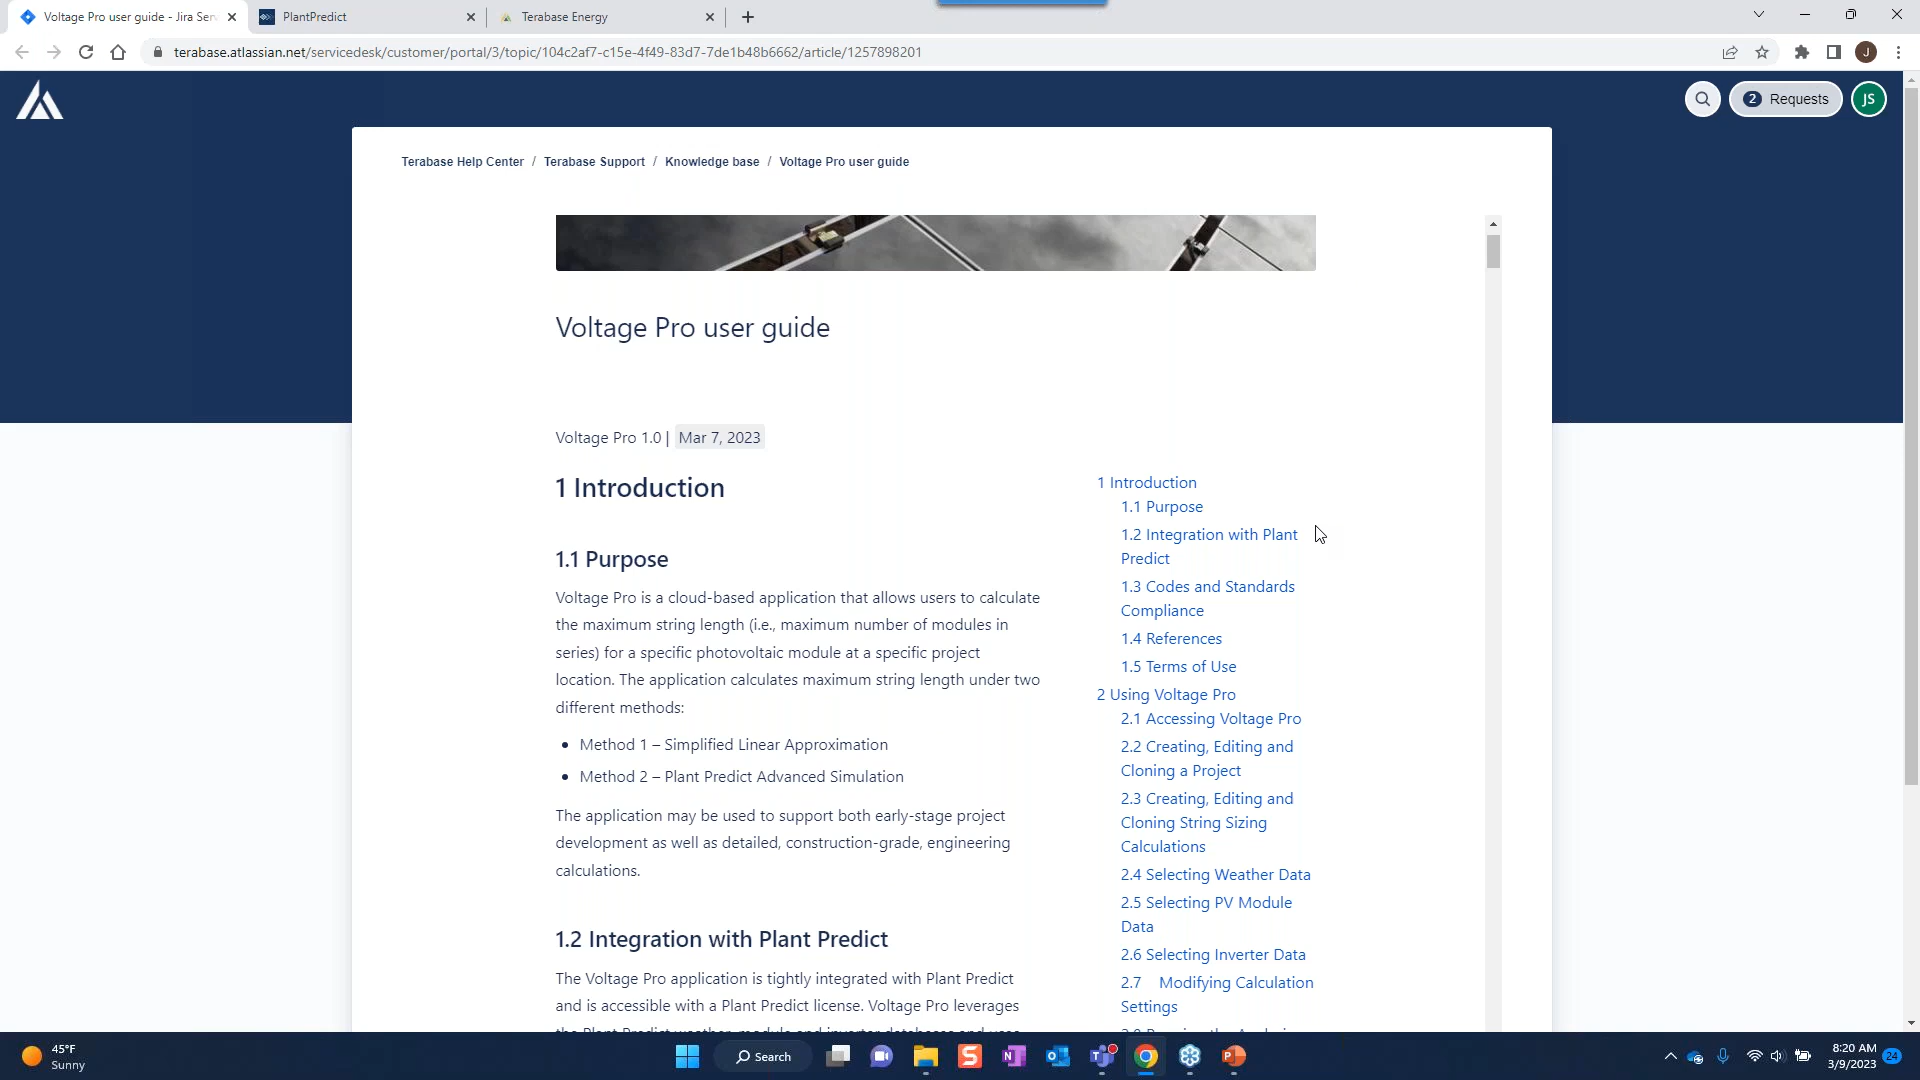 Voltage Pro user guide - Jira Ser
PlantPredict
Terabase Energy
terabase.atlassian.net/servicedesk/customer/portal/3/topic/104c2af7-c15e-4f49-83d7-7de1b48b6662/article/1257898201
J
2 Requests
JS
Terabase Help Center / Terabase Support / Knowledge base / Voltage Pro user guide
Voltage Pro user guide
Voltage Pro 1.0 | Mar 7, 2023
1 Introduction
1.1 Purpose
Voltage Pro is a cloud-based application that allows users to calculate
the maximum string length (i.e., maximum number of modules in
series) for a specific photovoltaic module at a specific project
location. The application calculates maximum string length under two
different methods:
• Method 1 – Simplified Linear Approximation
• Method 2 – Plant Predict Advanced Simulation
The application may be used to support both early-stage project
development as well as detailed, construction-grade, engineering
calculations.
1.2 Integration with Plant Predict
The Voltage Pro application is tightly integrated with Plant Predict
and is accessible with a Plant Predict license. Voltage Pro leverages
1 Introduction
1.1 Purpose
1.2 Integration with Plant
Predict
1.3 Codes and Standards
Compliance
1.4 References
1.5 Terms of Use
2 Using Voltage Pro
2.1 Accessing Voltage Pro
2.2 Creating, Editing and
Cloning a Project
2.3 Creating, Editing and
Cloning String Sizing
Calculations
2.4 Selecting Weather Data
2.5 Selecting PV Module
Data
2.6 Selecting Inverter Data
2.7 Modifying Calculation
Settings
45°F
Sunny
Search
8:20 AM
3/9/2023
24